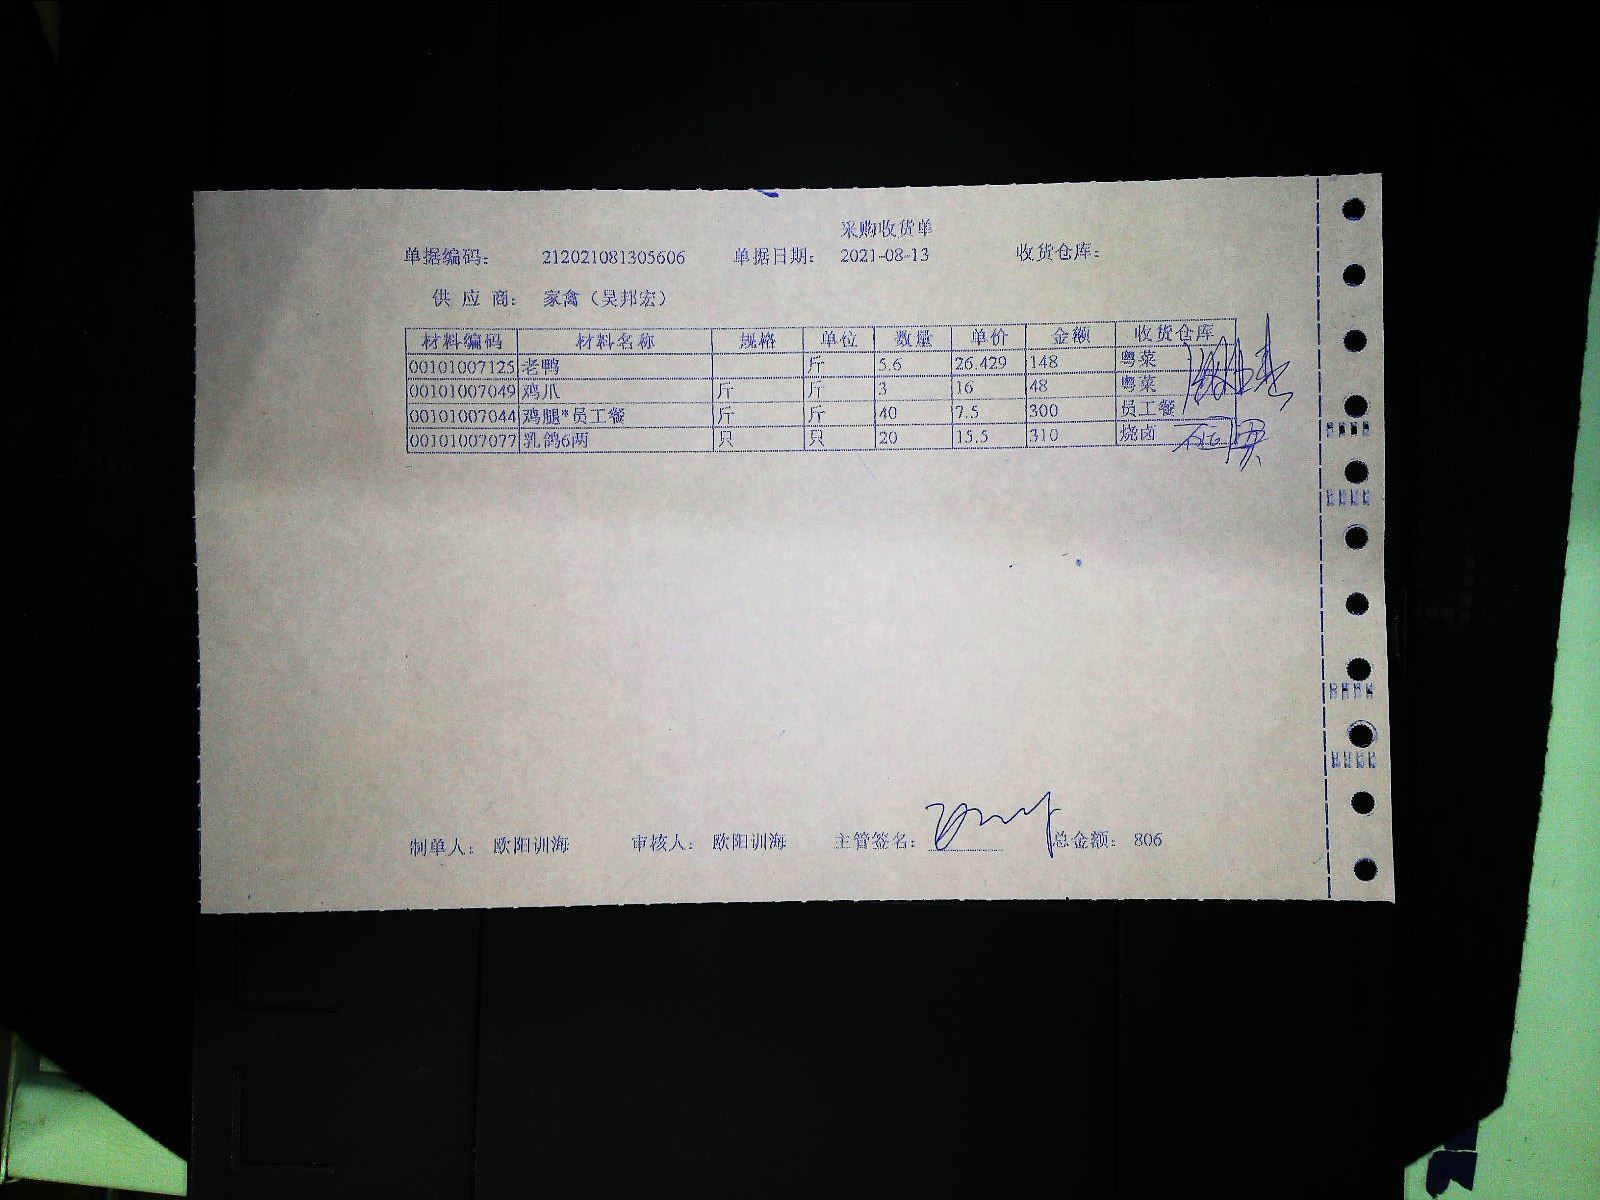 采购收货单
单据编码： 212021081305606 单据日期： 2021-08-13 收货仓库：
供 应 商： 家禽（吴邦宏）
材料编码 材料名称 规格 单位 数量 单价 金额 收货仓库
00101007125 老鸭 斤 5.6 26.429 148 粤菜
00101007049 鸡爪 斤 斤 3 16 48 粤菜
00101007044 鸡腿*员工餐 斤 斤 40 7.5 300 员工餐
00101007077 乳鸽6两 只 只 20 15.5 310 烧卤
制单人： 欧阳训海 审核人： 欧阳训海 主管签名： 总金额： 806